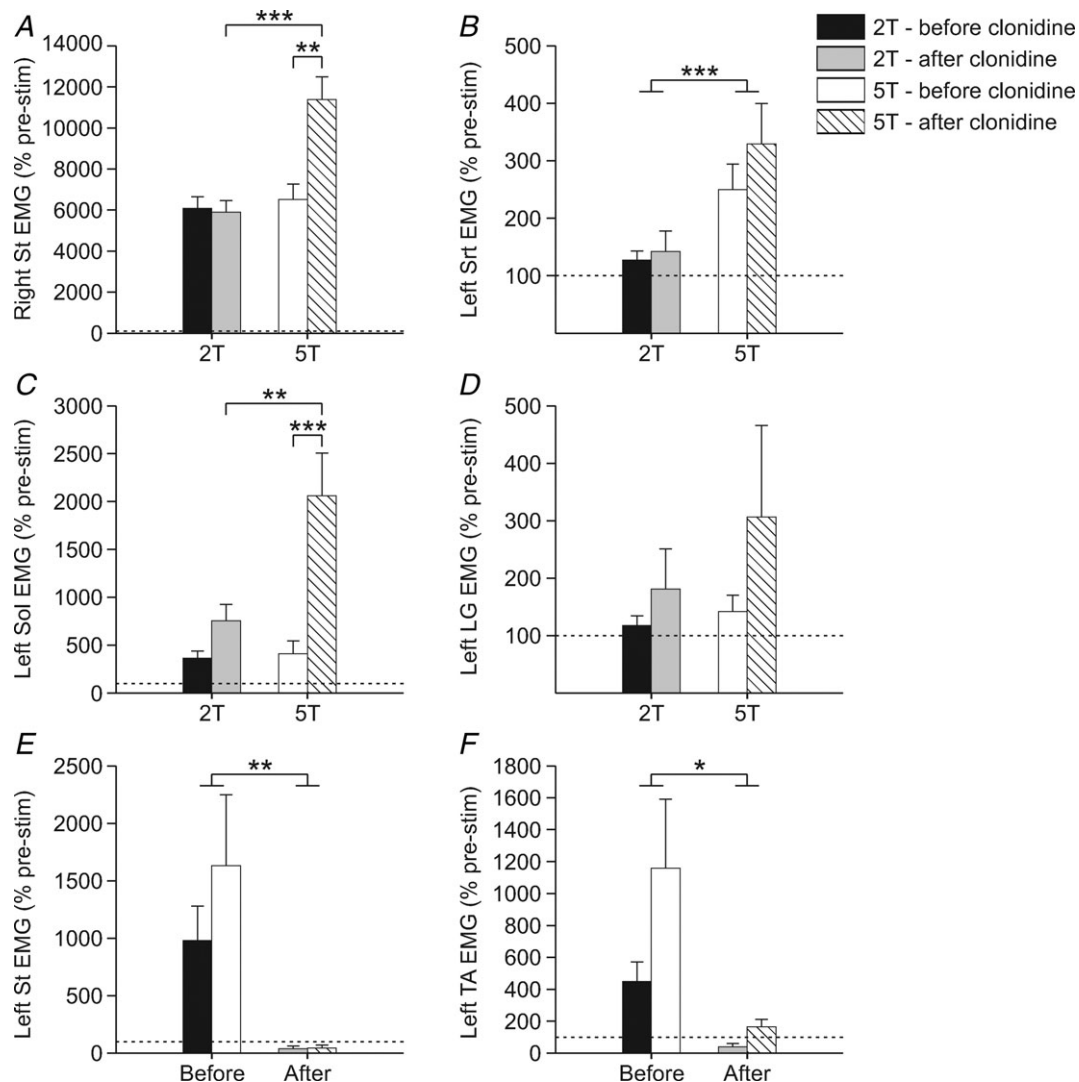 A
Right St EMG (% pre-stim)
14000
12000
10000
8000
6000
4000
2000
0
***
**
2T
5T
B
Left Srt EMG (% pre-stim)
500
400
300
200
100
***
2T
5T
2T - before clonidine
2T - after clonidine
5T - before clonidine
5T - after clonidine
C
Left Sol EMG (% pre-stim)
3000
2500
2000
1500
1000
500
0
**
***
2T
5T
D
Left LG EMG (% pre-stim)
500
400
300
200
100
2T
5T
E
Left St EMG (% pre-stim)
2500
2000
1500
1000
500
0
**
Before
After
F
Left TA EMG (% pre-stim)
1800
1600
1400
1200
1000
800
600
400
200
0
*
Before
After